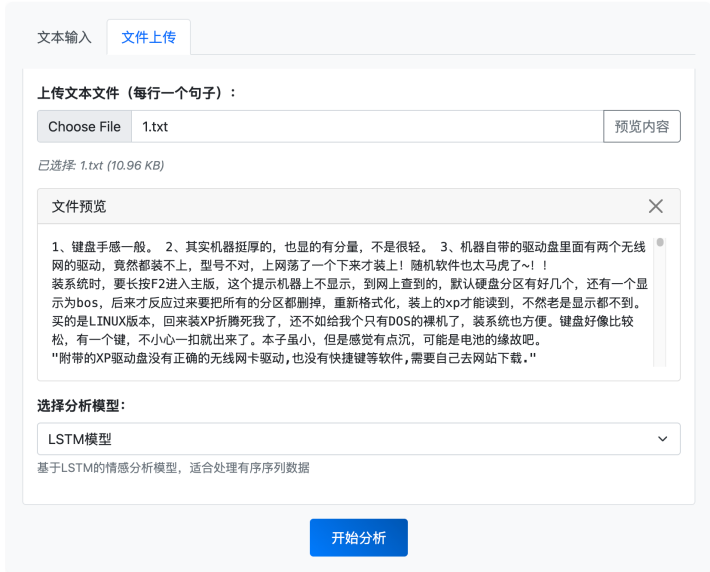 文本输入 文件上传
上传文本文件（每行一个句子）：
Choose File 1.txt 预览内容
已选择: 1.txt (10.96 KB)
文件预览
1、键盘手感一般。 2、其实机器挺厚的，也显的有分量，不是很轻。 3、机器自带的驱动盘里面有两个无线
网的驱动，竟然都装不上，型号不对，上网荡了一个下来才装上！随机软件也太马虎了~！！
装系统时，要长按F2进入主版，这个提示机器上不显示，到网上查到的，默认硬盘分区有好几个，还有一个显
示为bos，后来才反应过来要把所有的分区都删掉，重新格式化，装上的xp才能读到，不然老是显示都不到。
买的是LINUX版本，回来装XP折腾死我了，还不如给我个只有DOS的裸机了，装系统也方便。键盘好像比较
松，有一个键，不小心一扣就出来了。本子虽小，但是感觉有点沉，可能是电池的缘故吧。
"附带的XP驱动盘没有正确的无线网卡驱动,也没有快捷键等软件,需要自己去网站下载."
选择分析模型：
LSTM模型
基于LSTM的情感分析模型，适合处理有序序列数据
开始分析